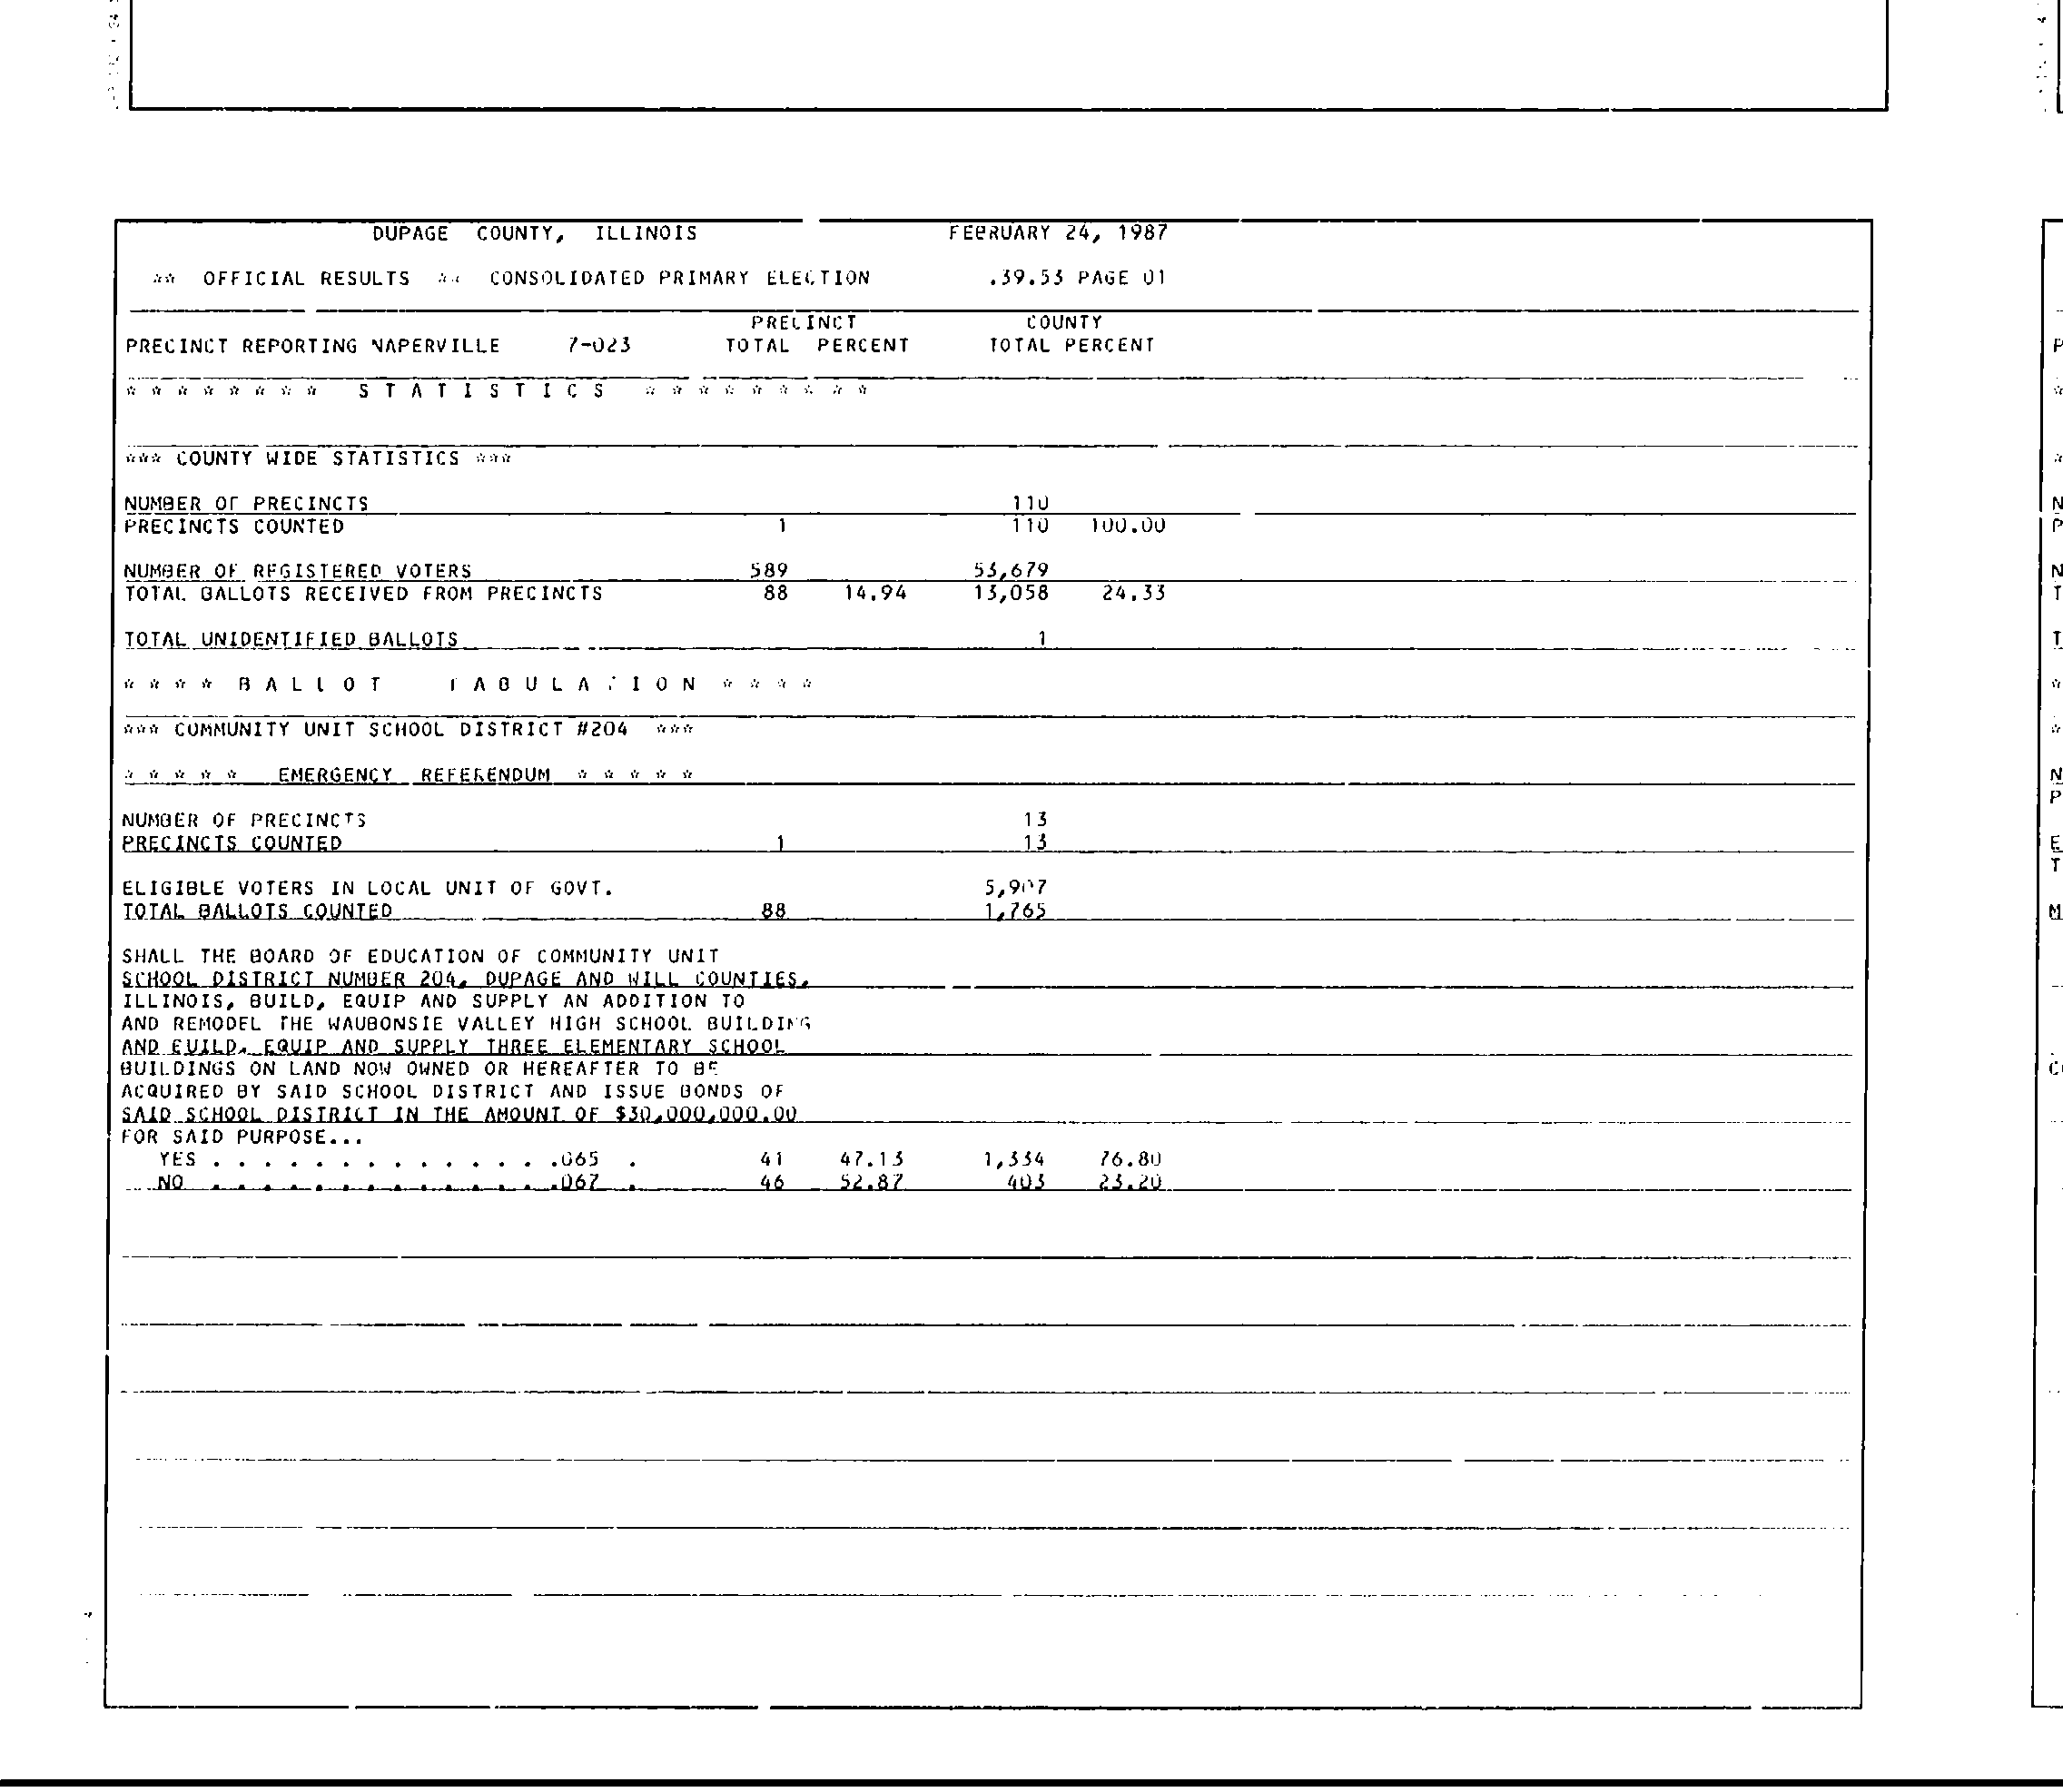 DUPAGE COUNTY, ILLINOIS FEBRUARY 24, 1987
** OFFICIAL RESULTS ** CONSOLIDATED PRIMARY ELECTION .39.53 PAGE 01
PRECINCT COUNTY
PRECINCT REPORTING NAPERVILLE 7-023 TOTAL PERCENT TOTAL PERCENT
* * * * * * * * S T A T I S T I C S * * * * * * * * *
*** COUNTY WIDE STATISTICS ***
NUMBER OF PRECINCTS 110
PRECINCTS COUNTED 1 110 100.00
NUMBER OF REGISTERED VOTERS 589 53,679
TOTAL BALLOTS RECEIVED FROM PRECINCTS 88 14.94 13,058 24.33
TOTAL UNIDENTIFIED BALLOTS 1
* * * * B A L L O T T A B U L A T I O N * * * *
*** COMMUNITY UNIT SCHOOL DISTRICT #204 ***
* * * * * EMERGENCY REFERENDUM * * * * *
NUMBER OF PRECINCTS 13
PRECINCTS COUNTED 1 13
ELIGIBLE VOTERS IN LOCAL UNIT OF GOVT. 5,907
TOTAL BALLOTS COUNTED 88 1,765
SHALL THE BOARD OF EDUCATION OF COMMUNITY UNIT
SCHOOL DISTRICT NUMBER 204, DUPAGE AND WILL COUNTIES,
ILLINOIS, BUILD, EQUIP AND SUPPLY AN ADDITION TO
AND REMODEL THE WAUBONSIE VALLEY HIGH SCHOOL BUILDING
AND BUILD, EQUIP AND SUPPLY THREE ELEMENTARY SCHOOL
BUILDINGS ON LAND NOW OWNED OR HEREAFTER TO BE
ACQUIRED BY SAID SCHOOL DISTRICT AND ISSUE BONDS OF
SAID SCHOOL DISTRICT IN THE AMOUNT OF $30,000,000.00
FOR SAID PURPOSE...
YES . . . . . . . . . . . . . .065 . 41 47.13 1,334 76.80
NO . . . . . . . . . . . . . .067 . 46 52.87 403 23.20